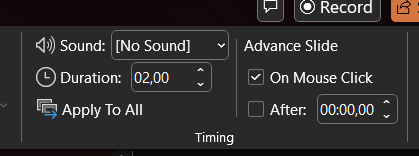 Record
Sound: [No Sound]
Advance Slide
Duration: 02,00
On Mouse Click
Apply To All
After: 00:00,00
Timing